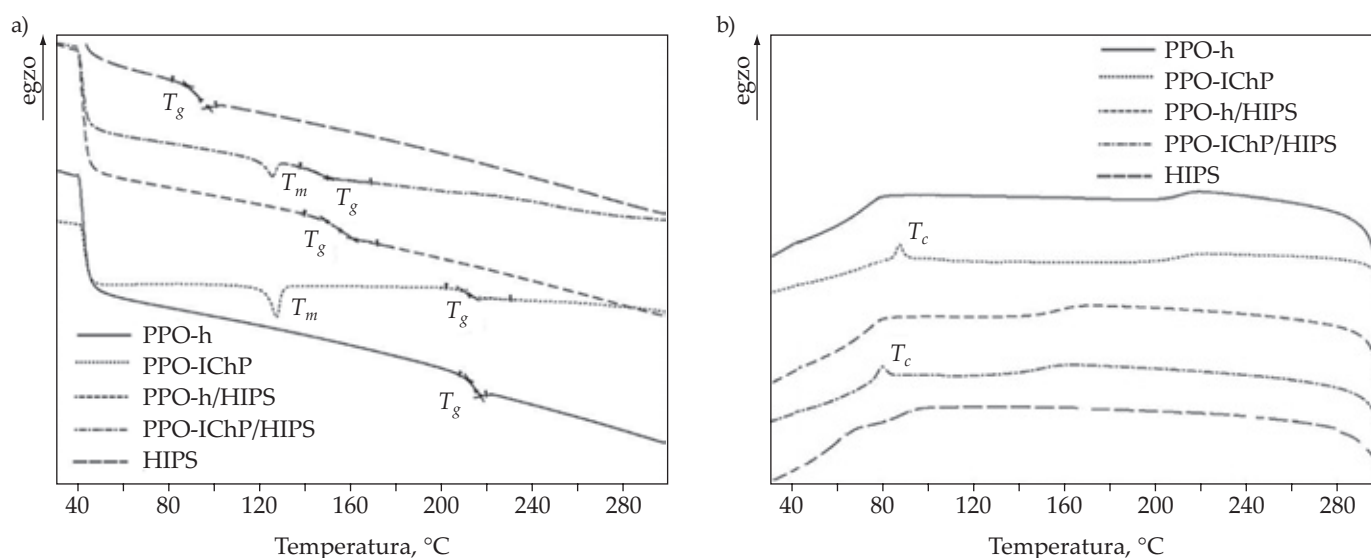 a)
egzo
T_g
T_m
T_g
T_g
T_m
T_g
T_g
PPO-h
PPO-IChP
PPO-h/HIPS
PPO-IChP/HIPS
HIPS
40 80 120 160 200 240 280
Temperatura, °C
b)
egzo
PPO-h
PPO-IChP
PPO-h/HIPS
PPO-IChP/HIPS
HIPS
T_c
T_c
40 80 120 160 200 240 280
Temperatura, °C